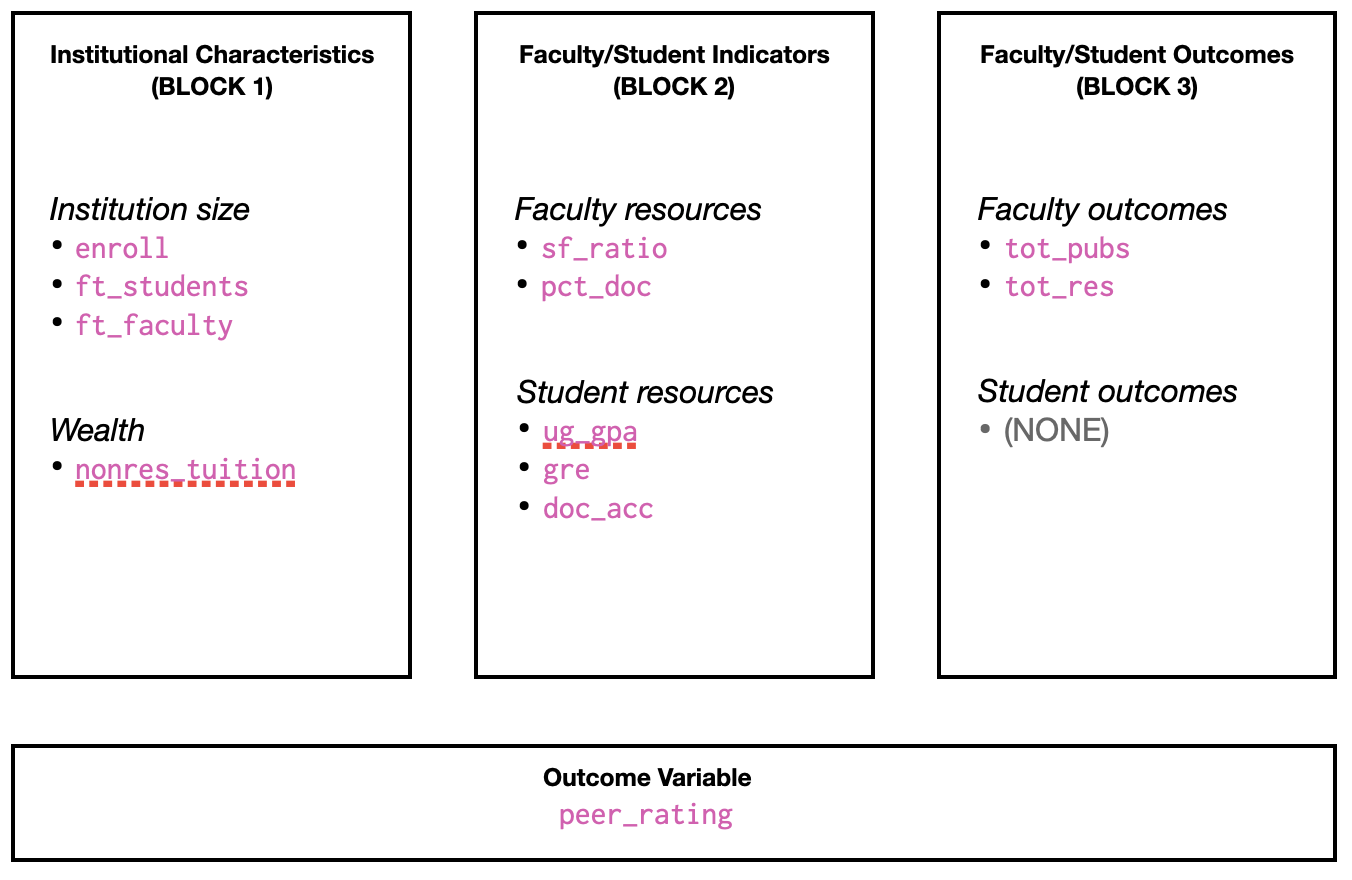 Institutional Characteristics
(BLOCK 1)
Institution size
• enroll
• ft_students
• ft_faculty
Wealth
• nonres_tuition
Faculty/Student Indicators
(BLOCK 2)
Faculty resources
• sf_ratio
• pct_doc
Student resources
• ug_gpa
• gre
• doc_acc
Faculty/Student Outcomes
(BLOCK 3)
Faculty outcomes
• tot_pubs
• tot_res
Student outcomes
• (NONE)
Outcome Variable
peer_rating